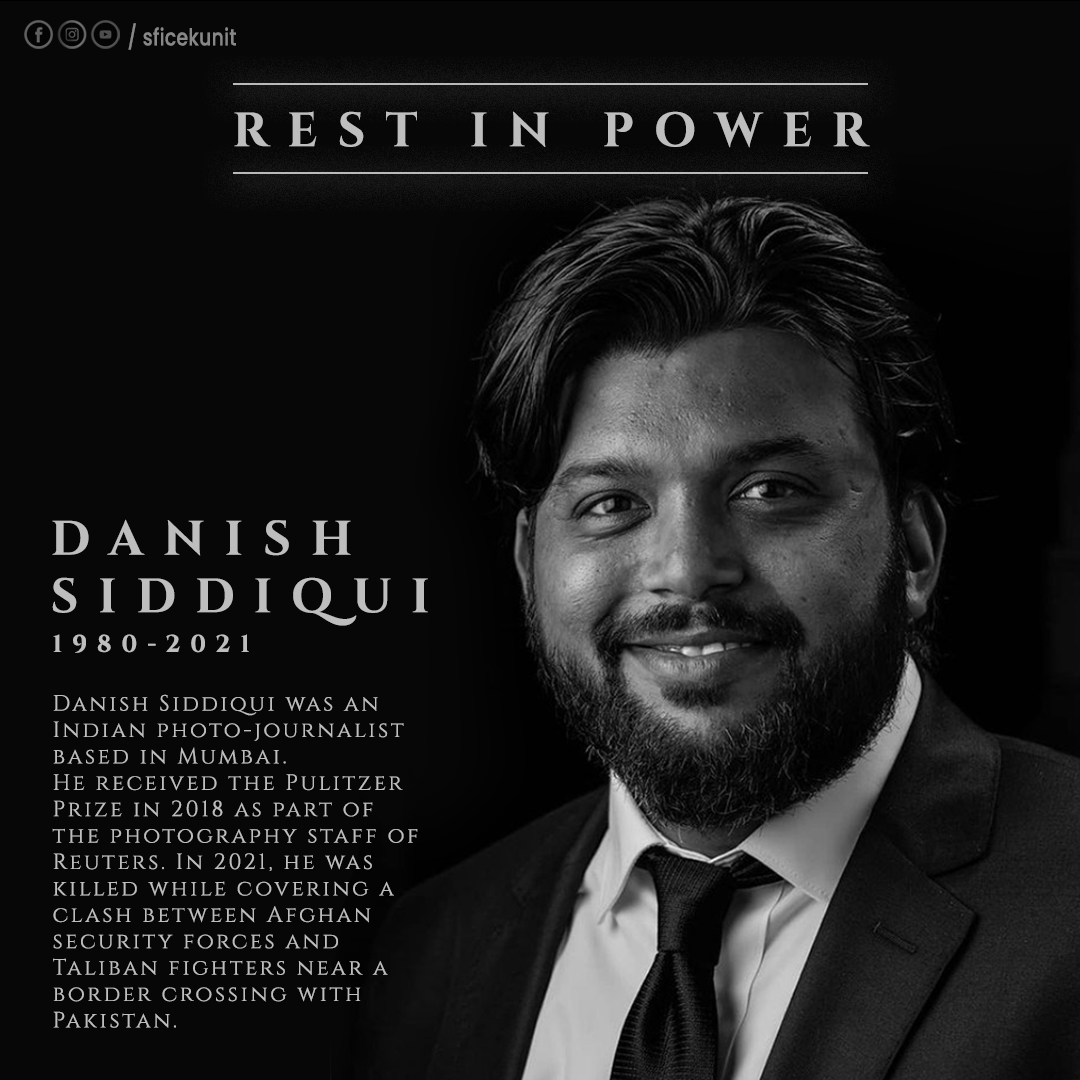 / sficekunit
REST IN POWER
DANISH
SIDDIQUI
1980-2021
Danish Siddiqui was an
Indian photo-journalist
based in Mumbai.
He received the Pulitzer
Prize in 2018 as part of
the photography staff of
Reuters. In 2021, he was
killed while covering a
clash between Afghan
security forces and
Taliban fighters near a
border crossing with
Pakistan.